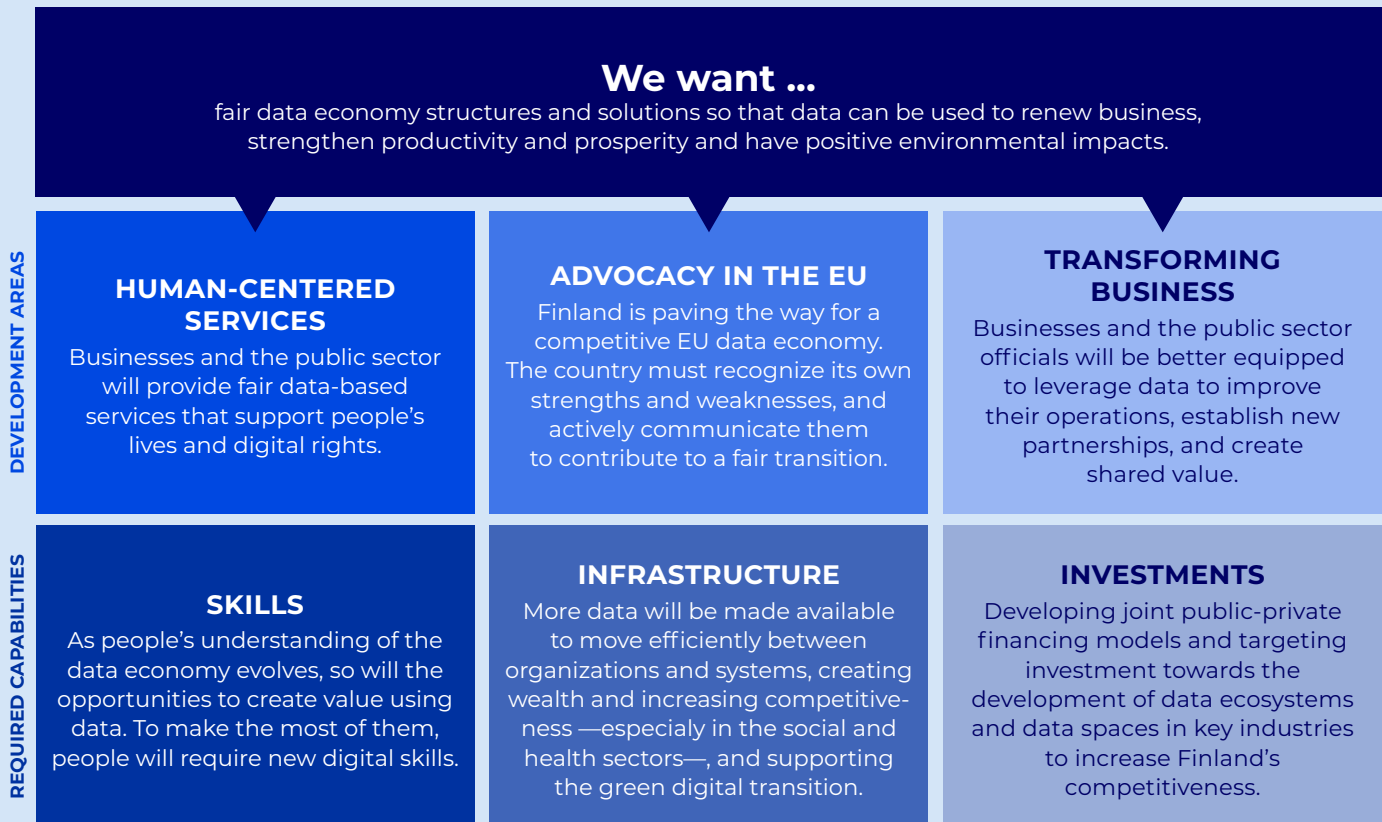 We want ...
fair data economy structures and solutions so that data can be used to renew business,
strengthen productivity and prosperity and have positive environmental impacts.
DEVELOPMENT AREAS
HUMAN-CENTERED
SERVICES
Businesses and the public sector
will provide fair data-based
services that support people’s
lives and digital rights.
ADVOCACY IN THE EU
Finland is paving the way for a
competitive EU data economy.
The country must recognize its own
strengths and weaknesses, and
actively communicate them
to contribute to a fair transition.
TRANSFORMING
BUSINESS
Businesses and the public sector
officials will be better equipped
to leverage data to improve
their operations, establish new
partnerships, and create
shared value.
REQUIRED CAPABILITIES
SKILLS
As people’s understanding of the
data economy evolves, so will the
opportunities to create value using
data. To make the most of them,
people will require new digital skills.
INFRASTRUCTURE
More data will be made available
to move efficiently between
organizations and systems, creating
wealth and increasing competitive-
ness —especially in the social and
health sectors—, and supporting
the green digital transition.
INVESTMENTS
Developing joint public-private
financing models and targeting
investment towards the
development of data ecosystems
and data spaces in key industries
to increase Finland’s
competitiveness.